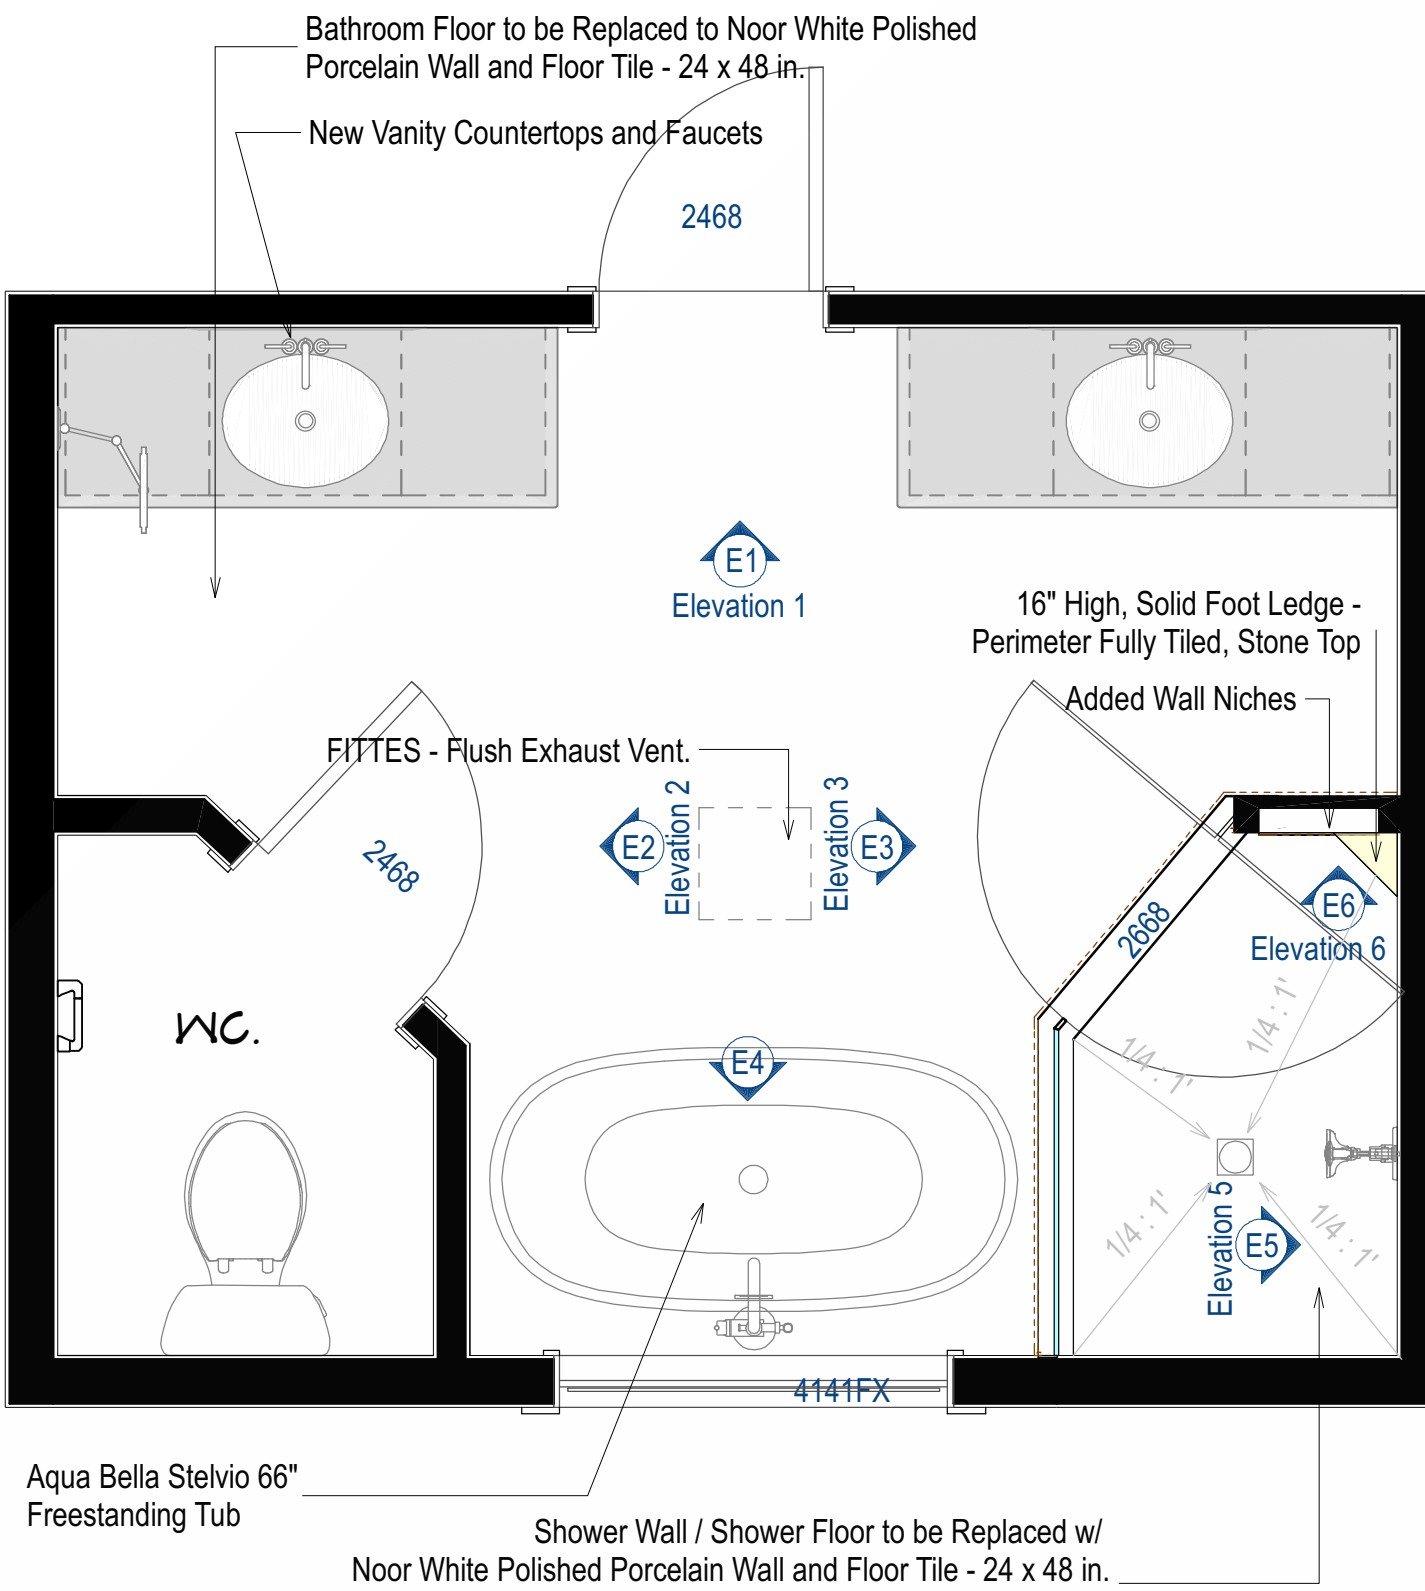 Bathroom Floor to be Replaced to Noor White Polished
Porcelain Wall and Floor Tile - 24 x 48 in.
New Vanity Countertops and Faucets
2468
E1
Elevation 1
16" High, Solid Foot Ledge -
Perimeter Fully Tiled, Stone Top
Added Wall Niches
FITTES - Flush Exhaust Vent.
2468
E2
Elevation 2
Elevation 3
E3
2668
E6
Elevation 6
WC.
E4
1/4 : 1'
1/4 : 1'
1/4 : 1'
1/4 : 1'
Elevation 5
E5
4141FX
Aqua Bella Stelvio 66"
Freestanding Tub
Shower Wall / Shower Floor to be Replaced w/
Noor White Polished Porcelain Wall and Floor Tile - 24 x 48 in.